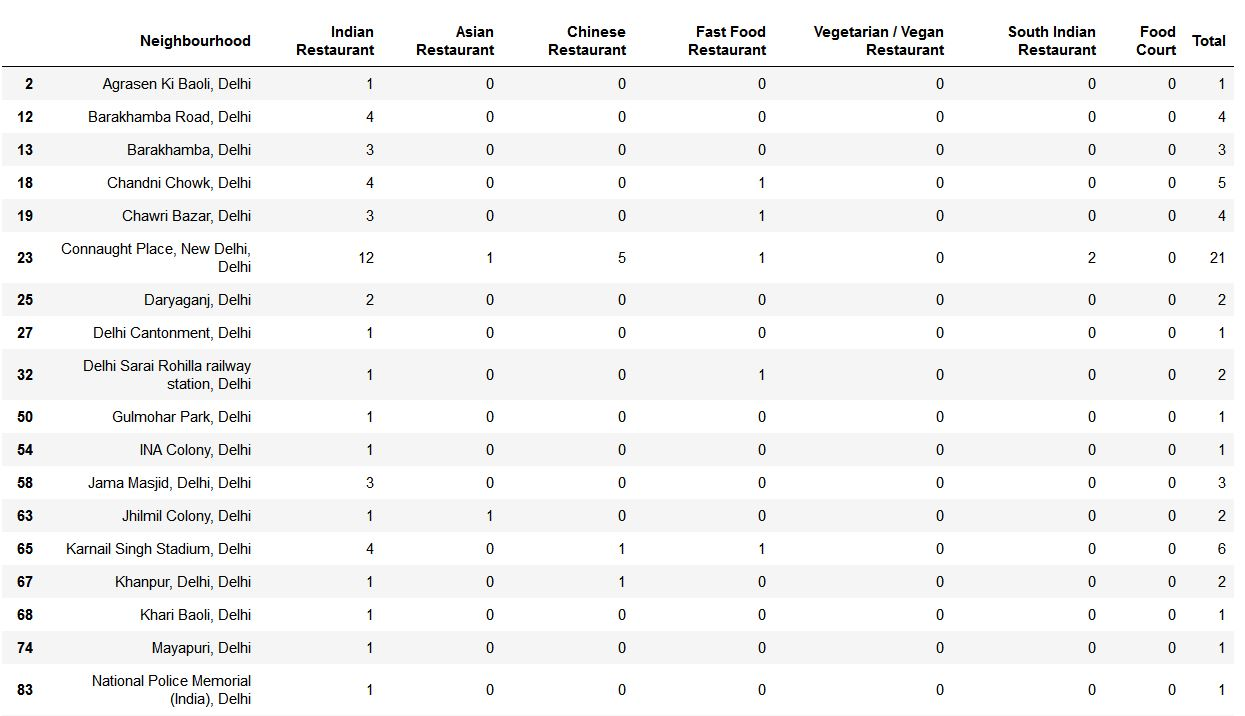 Neighbourhood Indian Restaurant Asian Restaurant Chinese Restaurant Fast Food Restaurant Vegetarian / Vegan Restaurant South Indian Restaurant Food Court Total
2 Agrasen Ki Baoli, Delhi 1 0 0 0 0 0 0 1
12 Barakhamba Road, Delhi 4 0 0 0 0 0 0 4
13 Barakhamba, Delhi 3 0 0 0 0 0 0 3
18 Chandni Chowk, Delhi 4 0 0 1 0 0 0 5
19 Chawri Bazar, Delhi 3 0 0 1 0 0 0 4
23 Connaught Place, New Delhi, Delhi 12 1 5 1 0 2 0 21
25 Daryaganj, Delhi 2 0 0 0 0 0 0 2
27 Delhi Cantonment, Delhi 1 0 0 0 0 0 0 1
32 Delhi Sarai Rohilla railway station, Delhi 1 0 0 1 0 0 0 2
50 Gulmohar Park, Delhi 1 0 0 0 0 0 0 1
54 INA Colony, Delhi 1 0 0 0 0 0 0 1
58 Jama Masjid, Delhi, Delhi 3 0 0 0 0 0 0 3
63 Jhilmil Colony, Delhi 1 1 0 0 0 0 0 2
65 Karnail Singh Stadium, Delhi 4 0 1 1 0 0 0 6
67 Khanpur, Delhi, Delhi 1 0 1 0 0 0 0 2
68 Khari Baoli, Delhi 1 0 0 0 0 0 0 1
74 Mayapuri, Delhi 1 0 0 0 0 0 0 1
83 National Police Memorial (India), Delhi 1 0 0 0 0 0 0 1